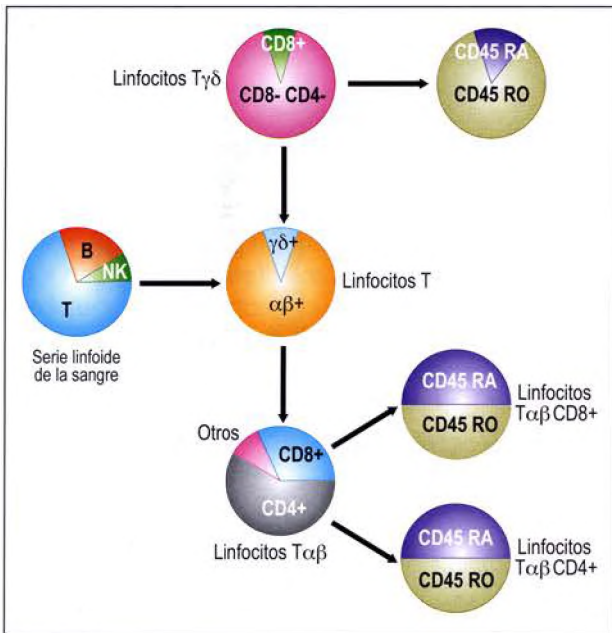 CD8+
Linfocitos Tγδ
CD8- CD4-
CD45 RA
CD45 RO
B
NK
T
Serie linfoide
de la sangre
γδ+
αβ+
Linfocitos T
Otros
CD8+
CD4+
Linfocitos Tαβ
CD45 RA
CD45 RO
Linfocitos
Tαβ CD8+
CD45 RA
CD45 RO
Linfocitos
Tαβ CD4+